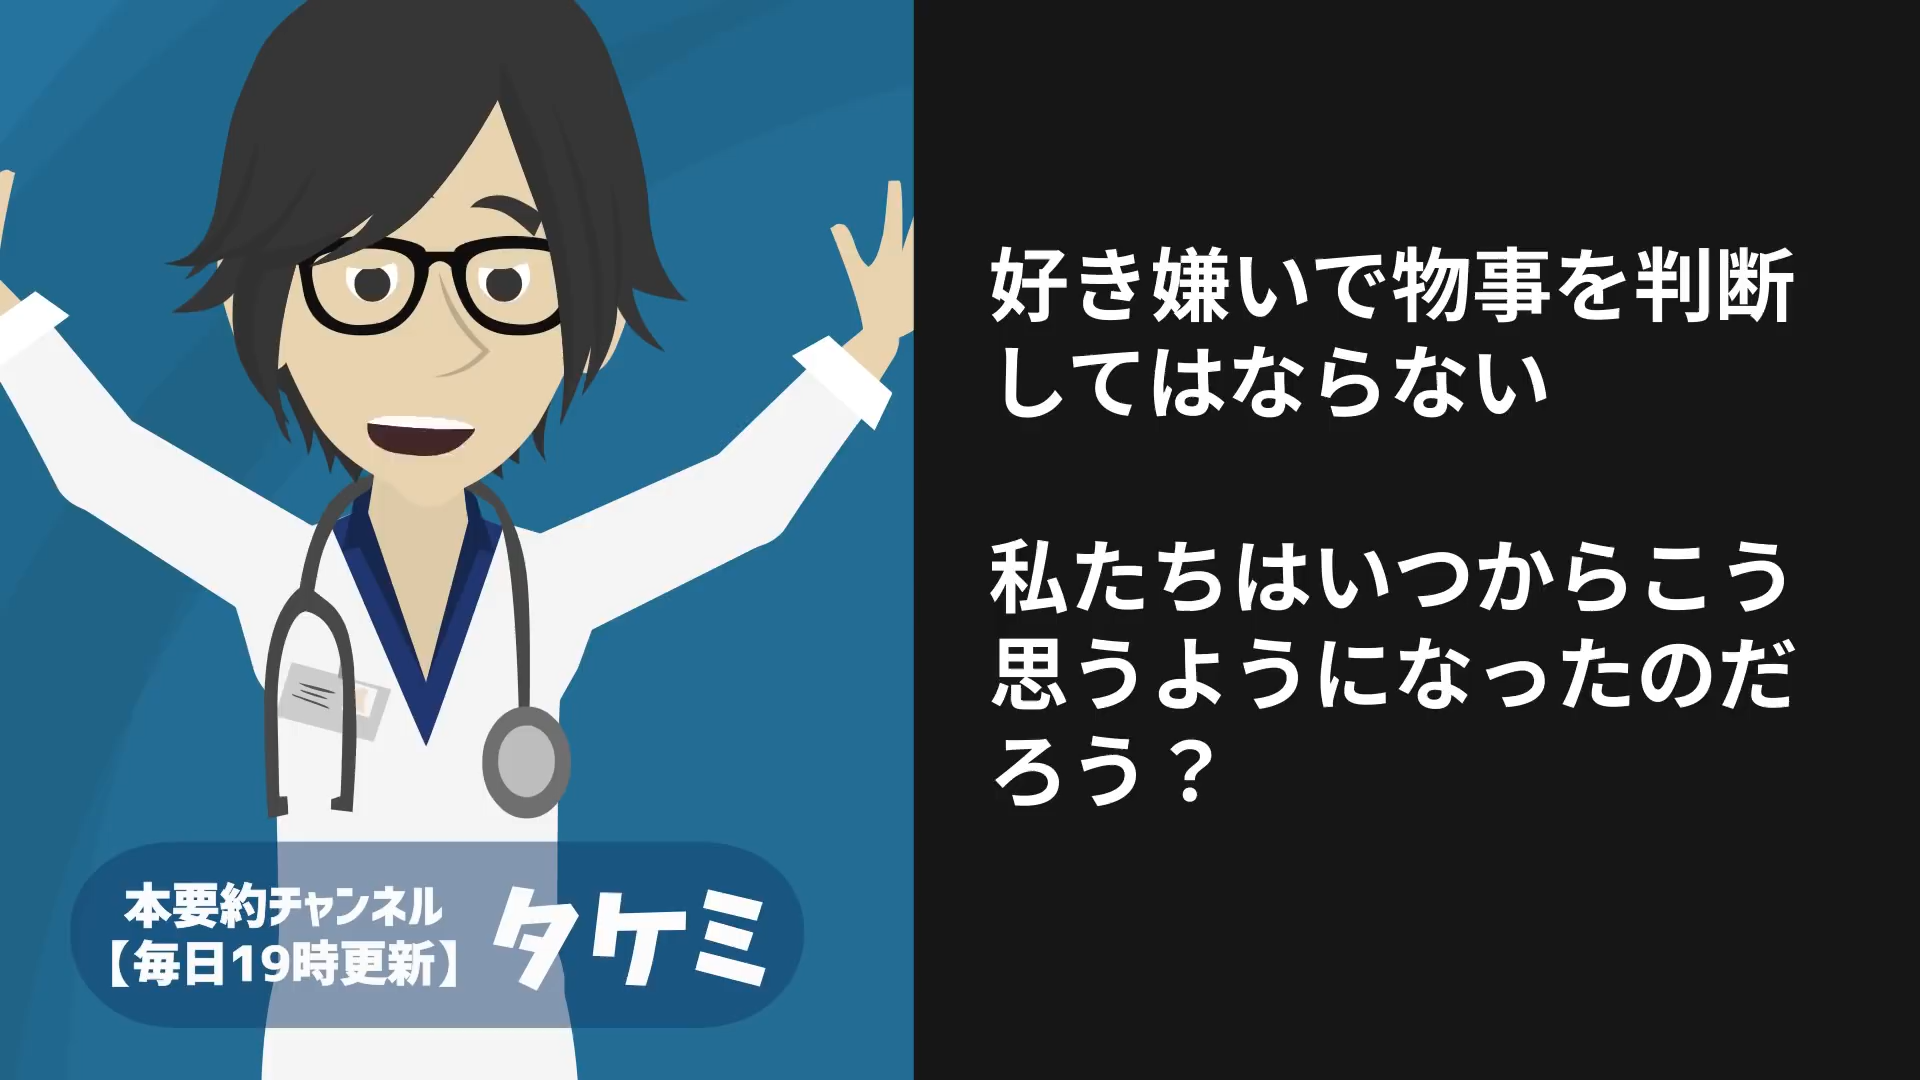 好き嫌いで物事を判断
してはならない
私たちはいつからこう
思うようになったのだ
ろう？
本要約チャンネル
【毎日19時更新】
タケミ